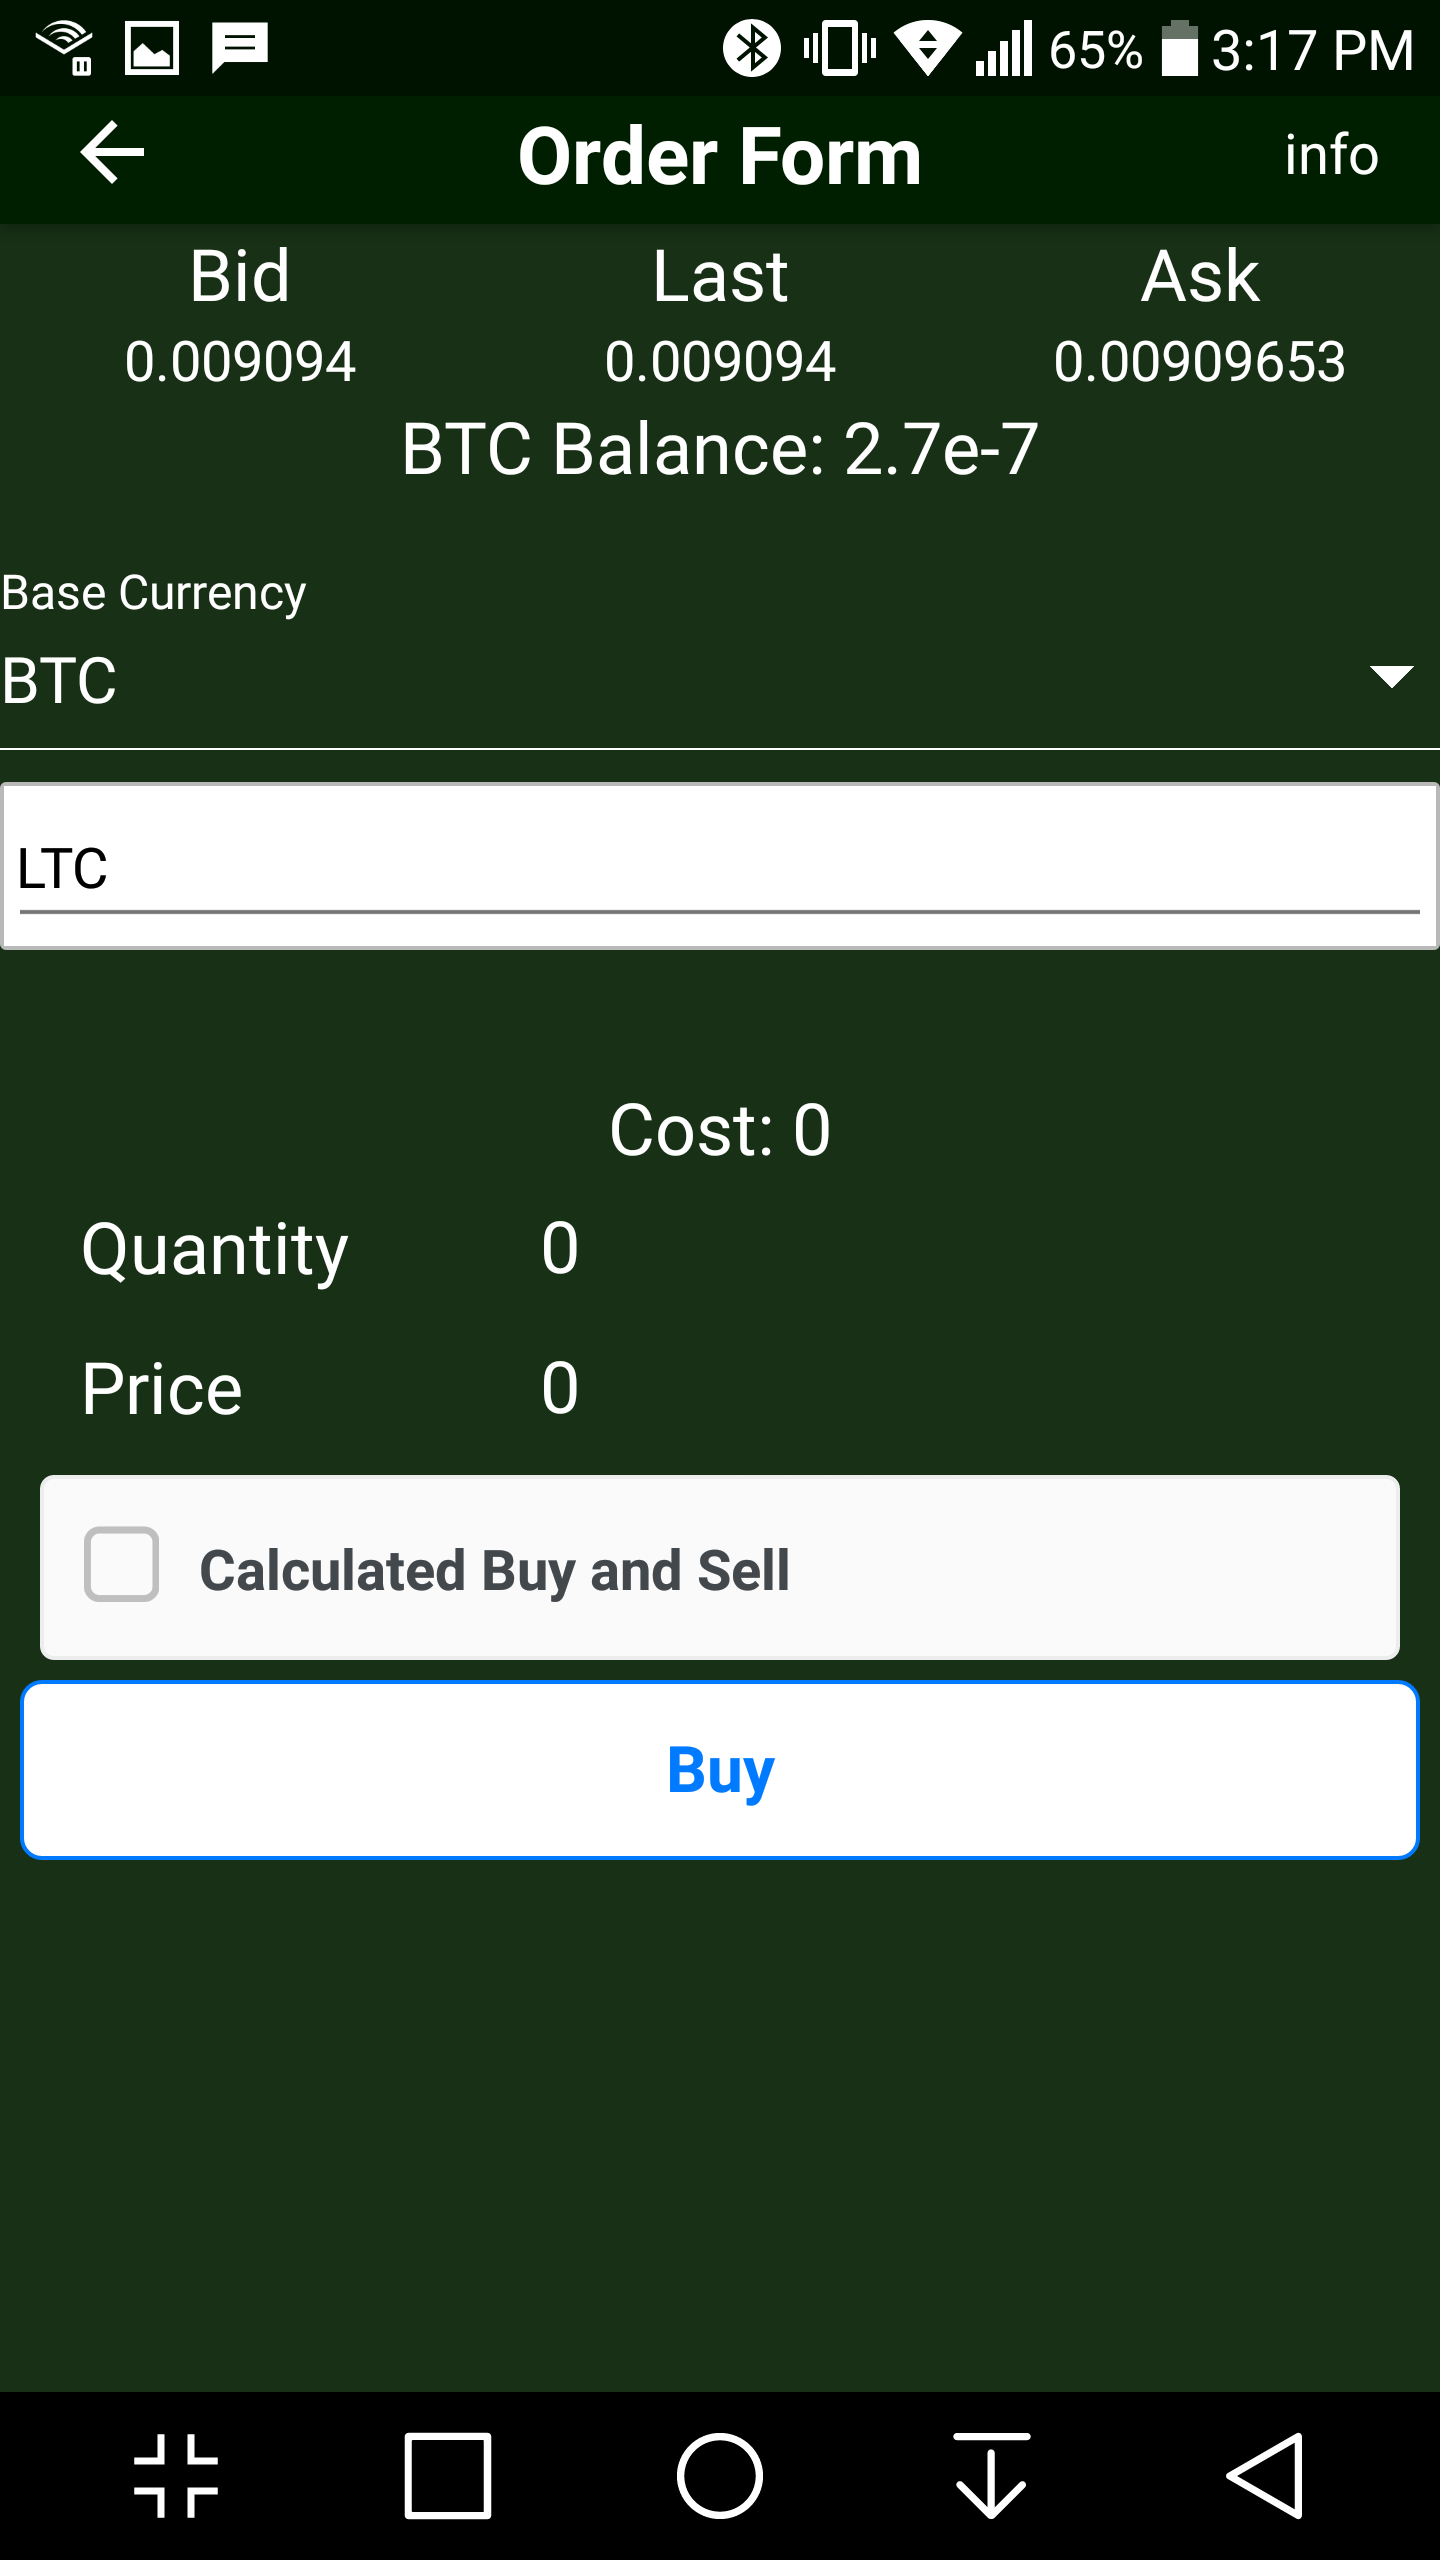 65% 3:17 PM
Order Form info
Bid Last Ask
0.009094 0.009094 0.00909653
BTC Balance: 2.7e-7
Base Currency
BTC
LTC
Cost: 0
Quantity 0
Price 0
Calculated Buy and Sell
Buy